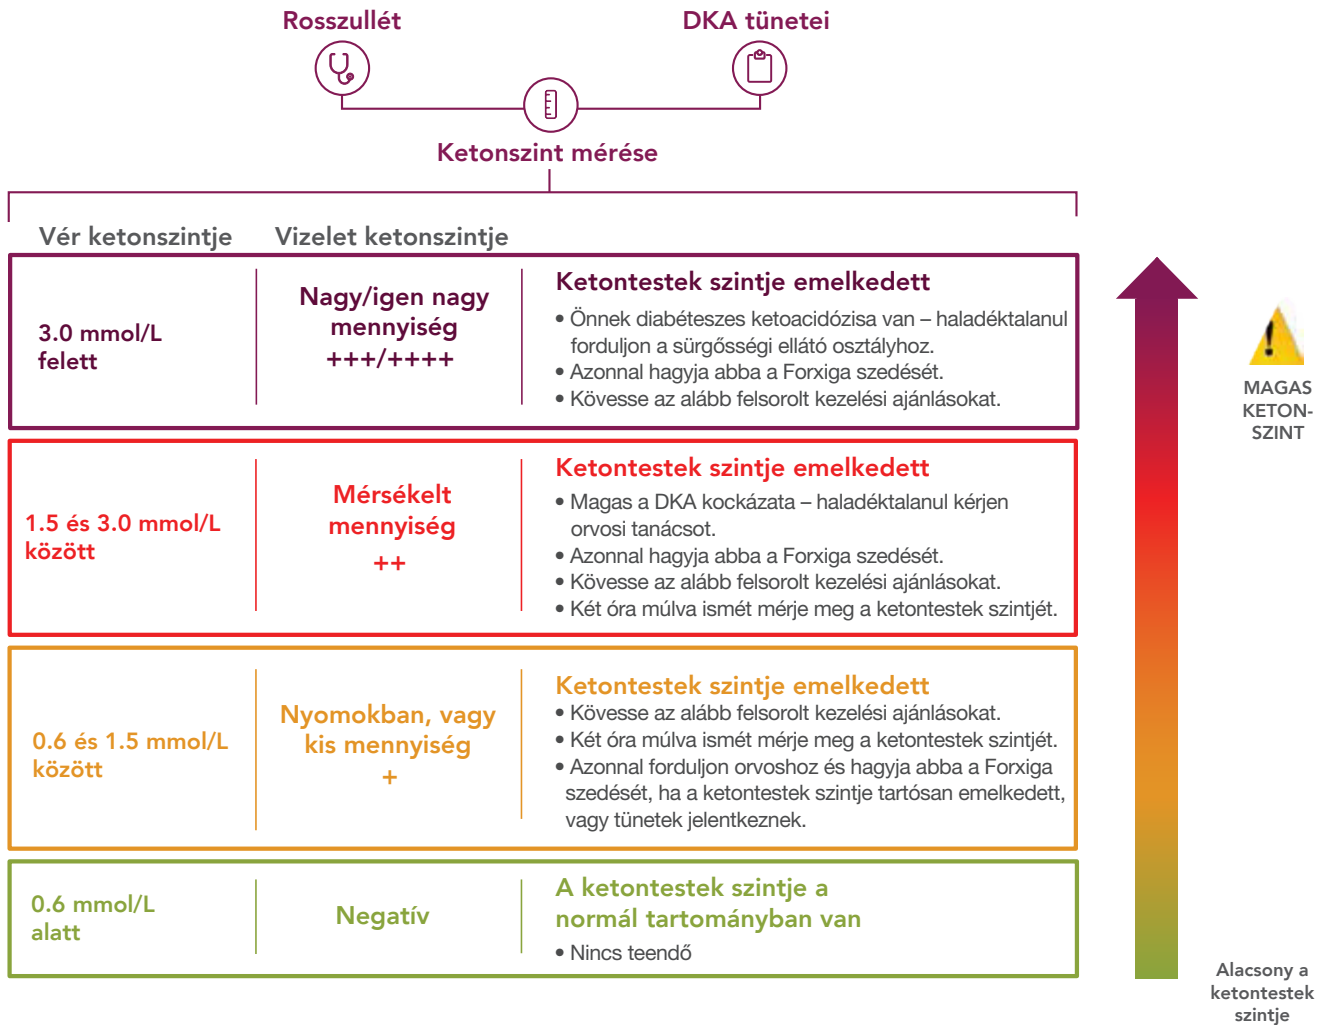 Rosszullét
DKA tünetei
Ketonszint mérése
Vér ketonszintje
Vizelet ketonszintje
3.0 mmol/L
felett
Nagy/igen nagy
mennyiség
+++/++++
Ketontestek szintje emelkedett
• Önnek diabéteszes ketoacidózisa van – haladéktalanul
forduljon a sürgősségi ellátó osztályhoz.
• Azonnal hagyja abba a Forxiga szedését.
• Kövesse az alább felsorolt kezelési ajánlásokat.
1.5 és 3.0 mmol/L
között
Mérsékelt
mennyiség
++
Ketontestek szintje emelkedett
• Magas a DKA kockázata – haladéktalanul kérjen
orvosi tanácsot.
• Azonnal hagyja abba a Forxiga szedését.
• Kövesse az alább felsorolt kezelési ajánlásokat.
• Két óra múlva ismét mérje meg a ketontestek szintjét.
0.6 és 1.5 mmol/L
között
Nyomokban, vagy
kis mennyiség
+
Ketontestek szintje emelkedett
• Kövesse az alább felsorolt kezelési ajánlásokat.
• Két óra múlva ismét mérje meg a ketontestek szintjét.
• Azonnal forduljon orvoshoz és hagyja abba a Forxiga
szedését, ha a ketontestek szintje tartósan emelkedett,
vagy tünetek jelentkeznek.
0.6 mmol/L
alatt
Negatív
A ketontestek szintje a
normál tartományban van
• Nincs teendő
MAGAS
KETON-
SZINT
Alacsony a
ketontestek
szintje